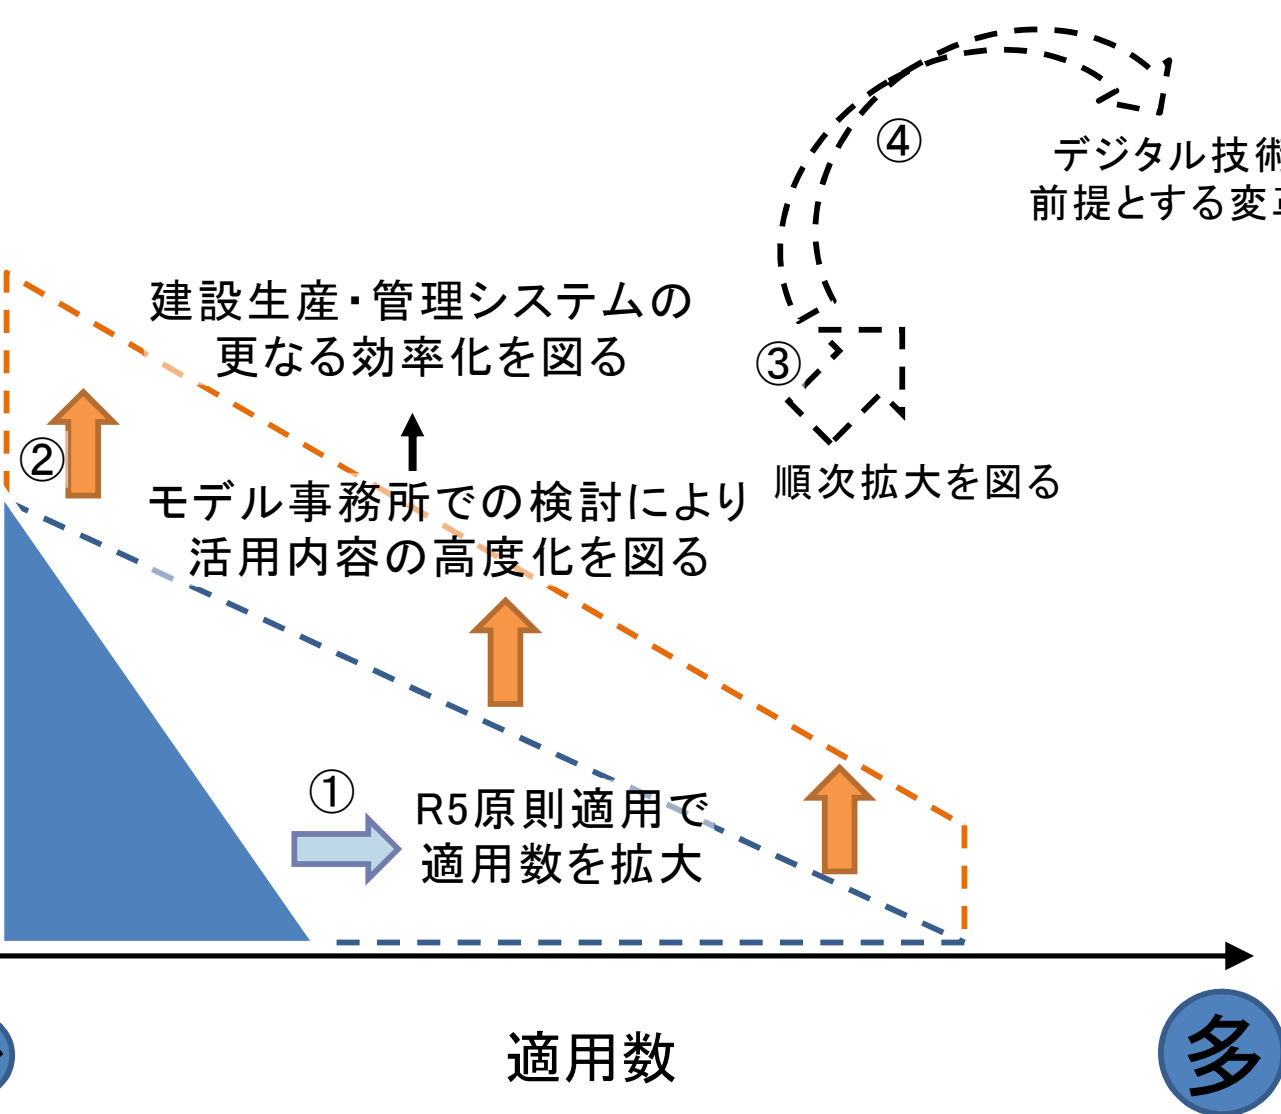 ④
デジタル技術
前提とする変革
建設生産・管理システムの
更なる効率化を図る
③
②
順次拡大を図る
モデル事務所での検討により
活用内容の高度化を図る
①
R5原則適用で
適用数を拡大
適用数
多